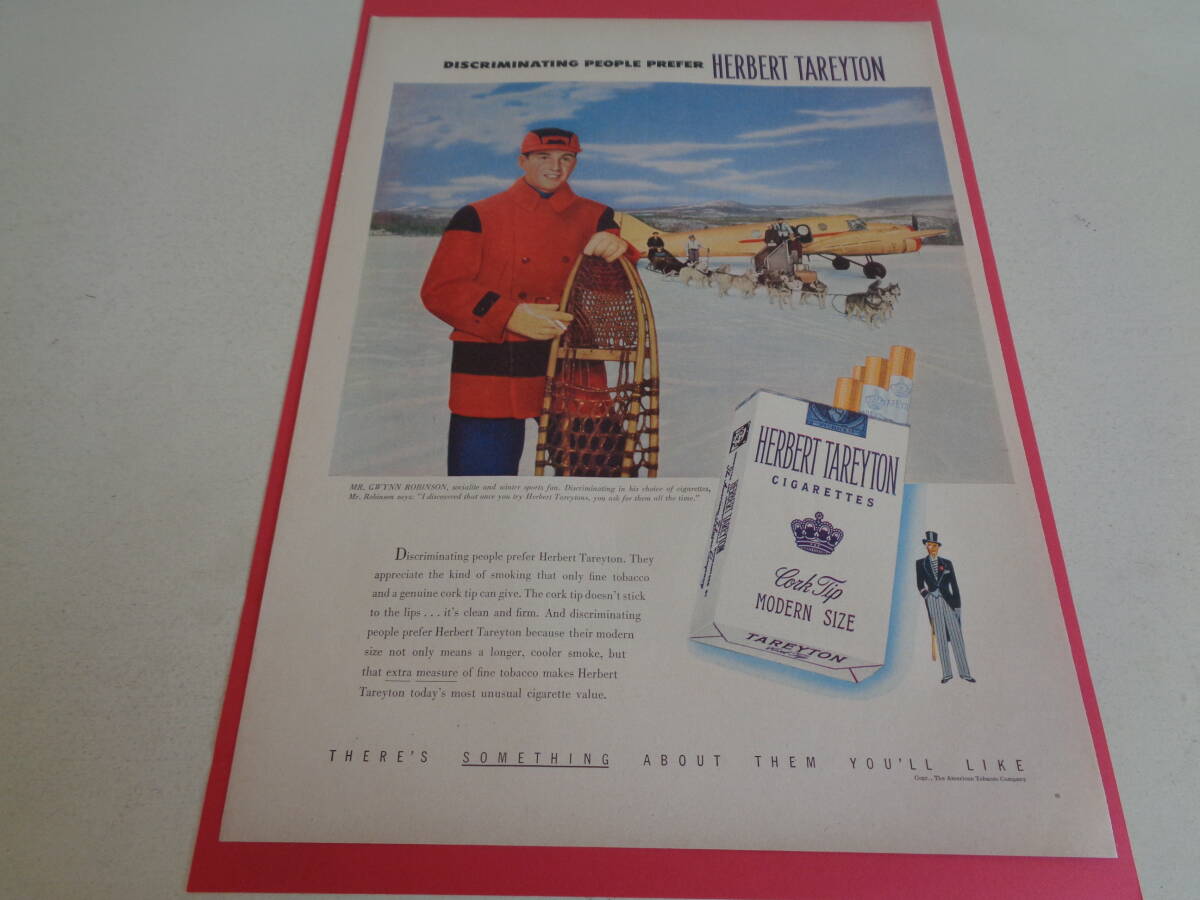 DISCRIMINATING PEOPLE PREFER HERBERT TAREYTON
MR. GWYNN ROBINSON, socialite and winter sports fan. Discriminating in his choice of cigarettes,
Mr. Robinson says: "I discovered that once you try Herbert Tareytons, you ask for them all the time."
HERBERT TAREYTON
CIGARETTES
Cork Tip
MODERN SIZE
TAREYTON
HERBERT TAREYTON
Discriminating people prefer Herbert Tareyton. They
appreciate the kind of smoking that only fine tobacco
and a genuine cork tip can give. The cork tip doesn't stick
to the lips . . . it's clean and firm. And discriminating
people prefer Herbert Tareyton because their modern
size not only means a longer, cooler smoke, but
that extra measure of fine tobacco makes Herbert
Tareyton today's most unusual cigarette value.
THERE'S SOMETHING ABOUT THEM YOU'LL LIKE
Copr., The American Tobacco Company